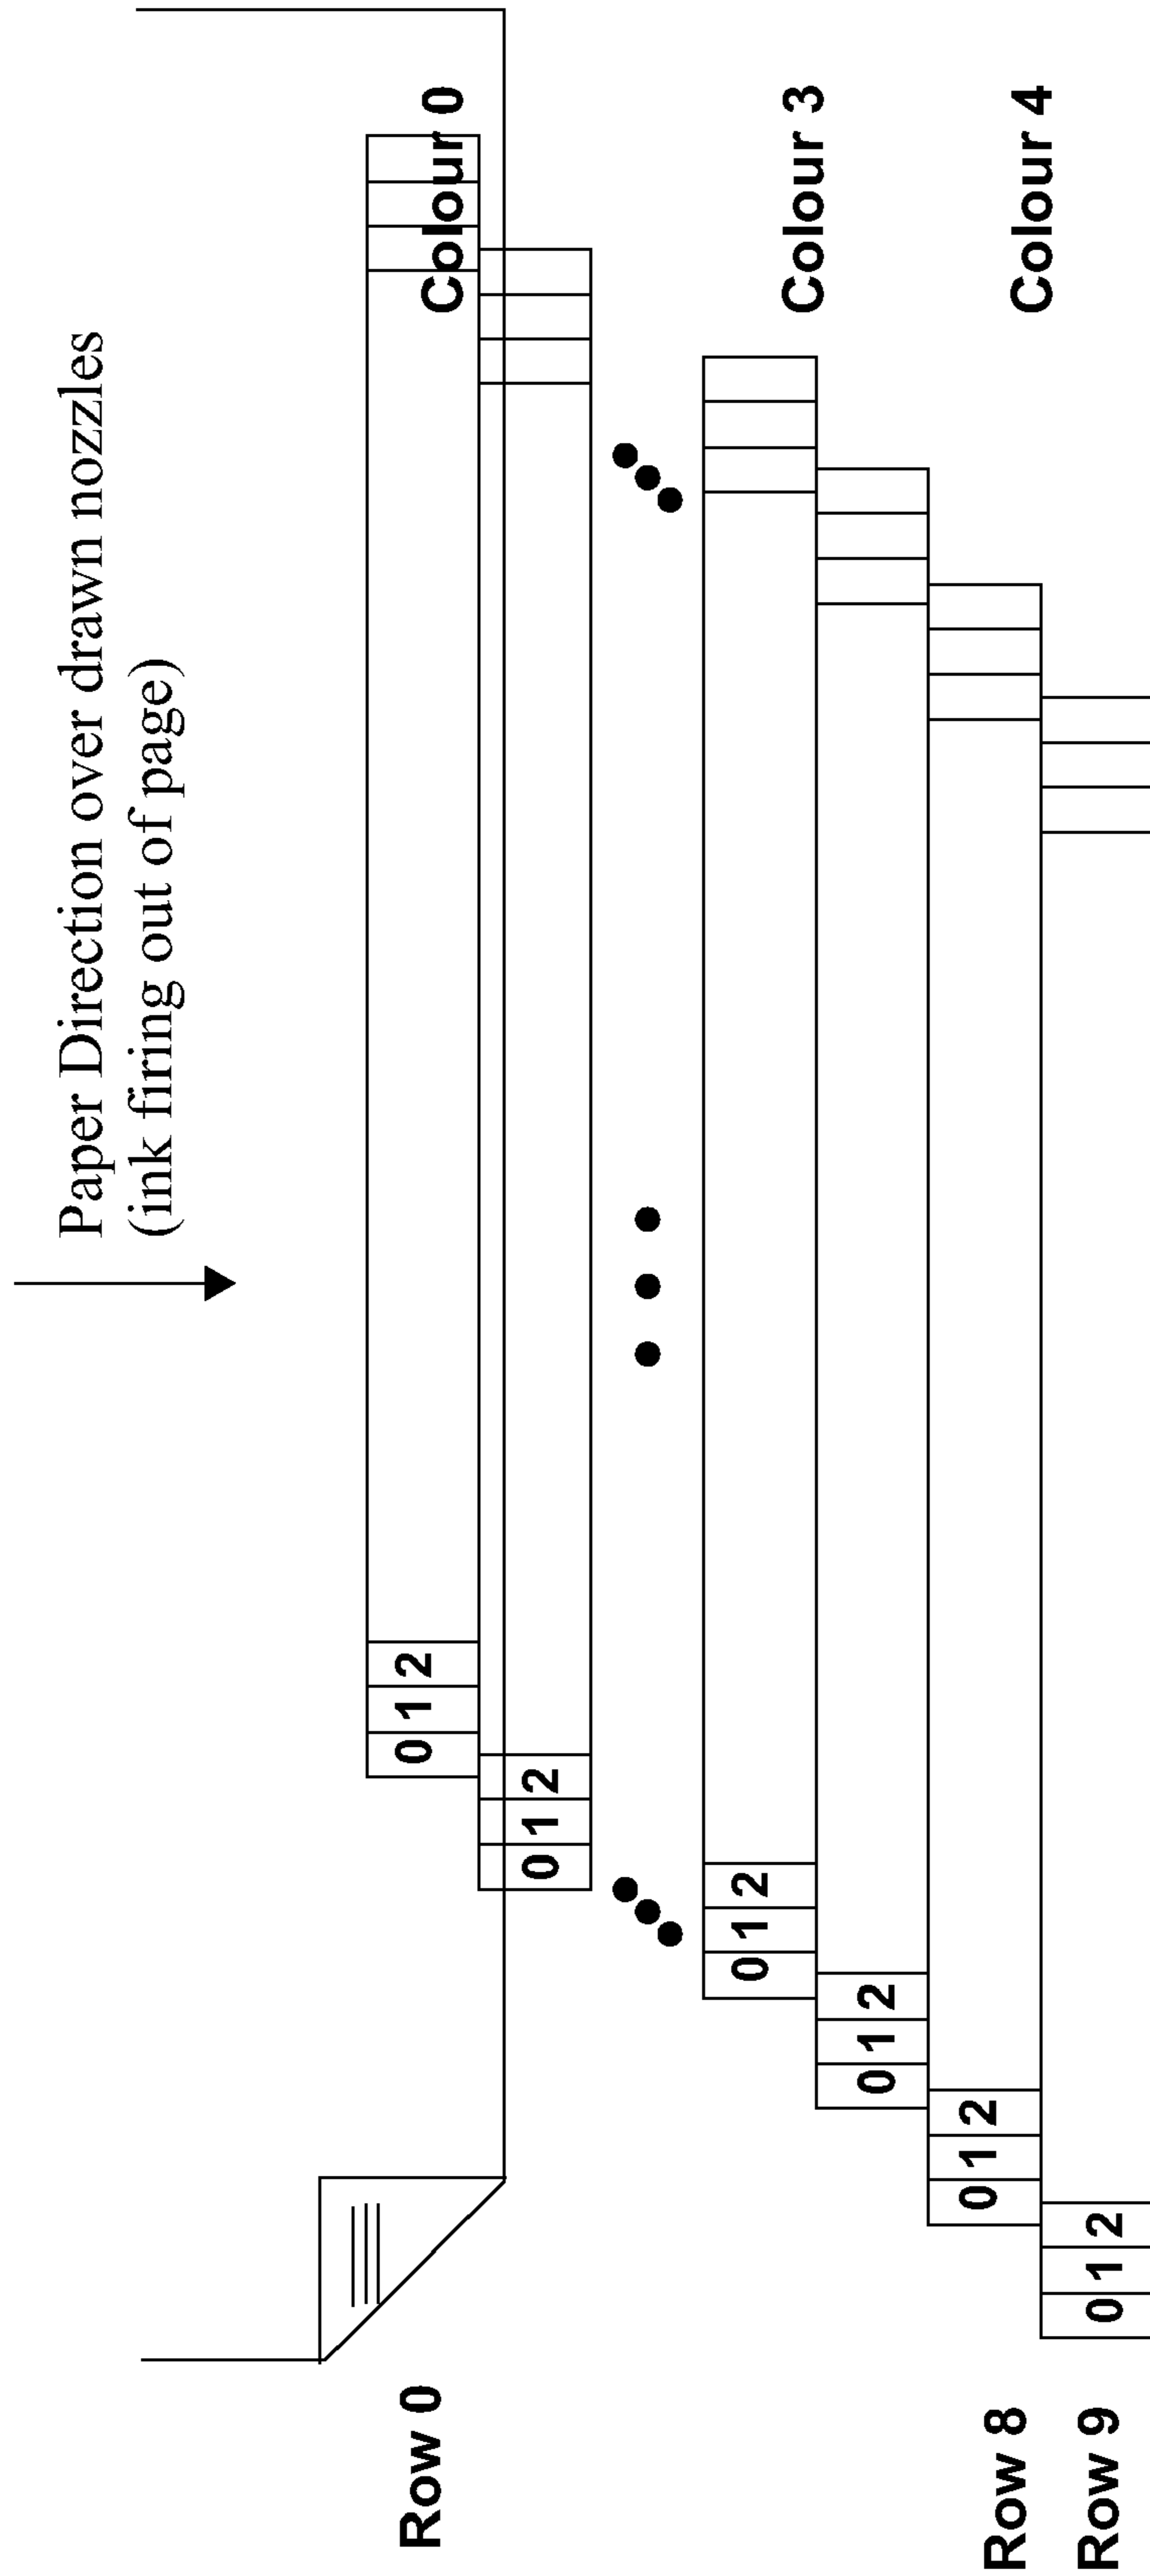 Paper Direction over drawn nozzles
(ink firing out of page)
Row 0
0 1 2
Colour 0
0 1 2
0 1 2
Colour 3
0 1 2
Row 8
0 1 2
Colour 4
Row 9
0 1 2